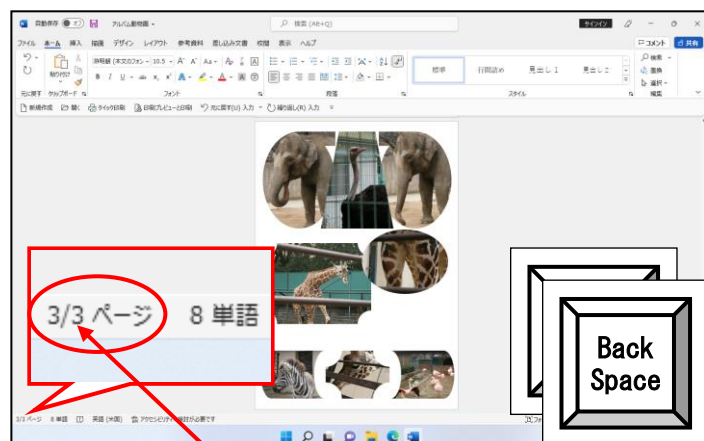 自動保存 オフ アルバム動物園 検索 (Alt+Q) サインイン
ファイル ホーム 挿入 描画 デザイン レイアウト 参考資料 差し込み文書 校閲 表示 ヘルプ コメント 共有
貼り付け 游明朝 (本文のフォン 10.5 標準 行間詰め 見出し 1 見出し 2 検索 置換 選択
元に戻す クリップボード フォント 段落 スタイル 編集
新規作成 開く クイック印刷 印刷プレビューと印刷 元に戻す(U) 入力 繰り返し(R) 入力
3/3 ページ 8 単語
Back
Space
3/3 ページ 8 単語 英語 (米国) アクセシビリティ: 検討が必要です